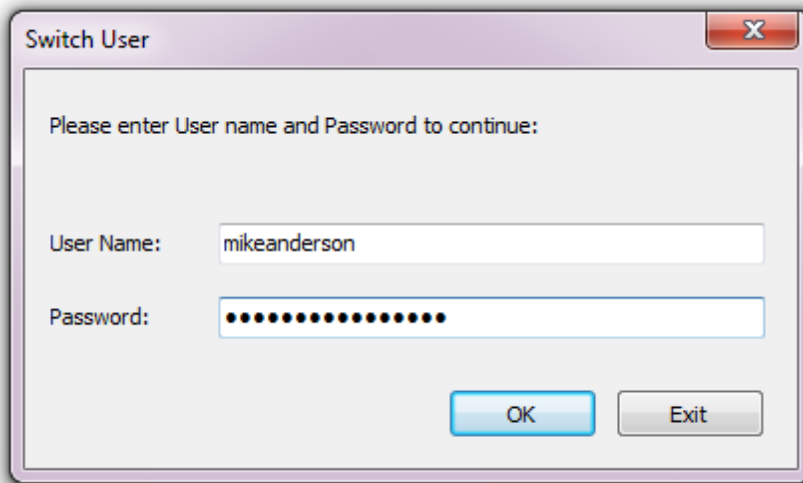 Switch User
Please enter User name and Password to continue:
User Name: mikeanderson
Password: ●●●●●●●●●●●●●●●●
OK Exit